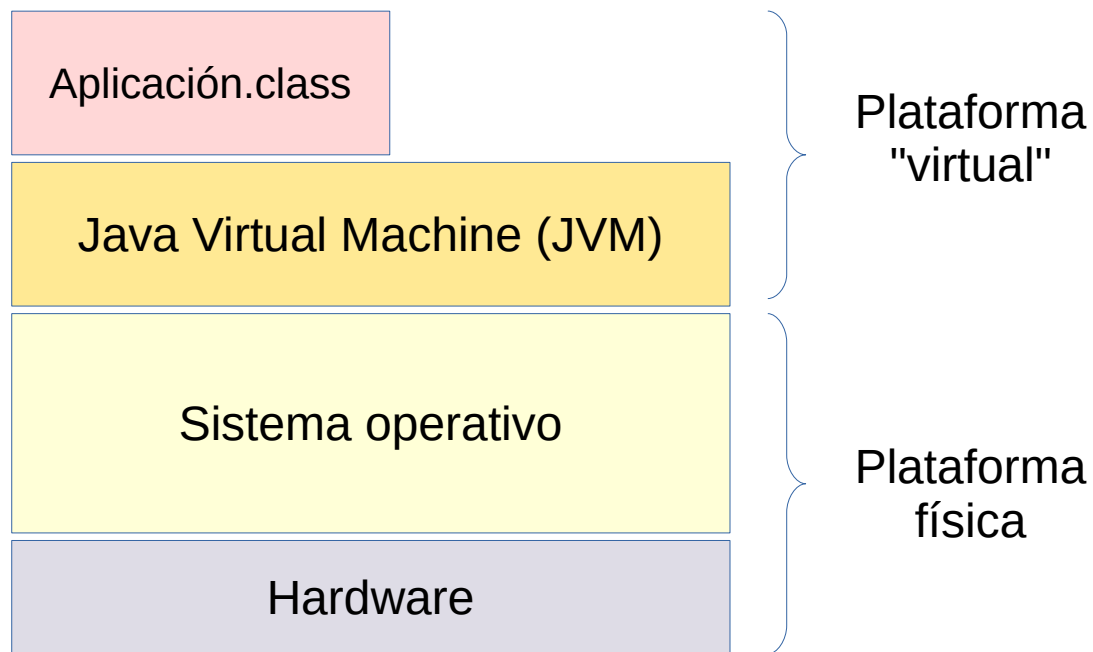 Aplicación.class
Plataforma
"virtual"
Java Virtual Machine (JVM)
Sistema operativo
Plataforma
física
Hardware